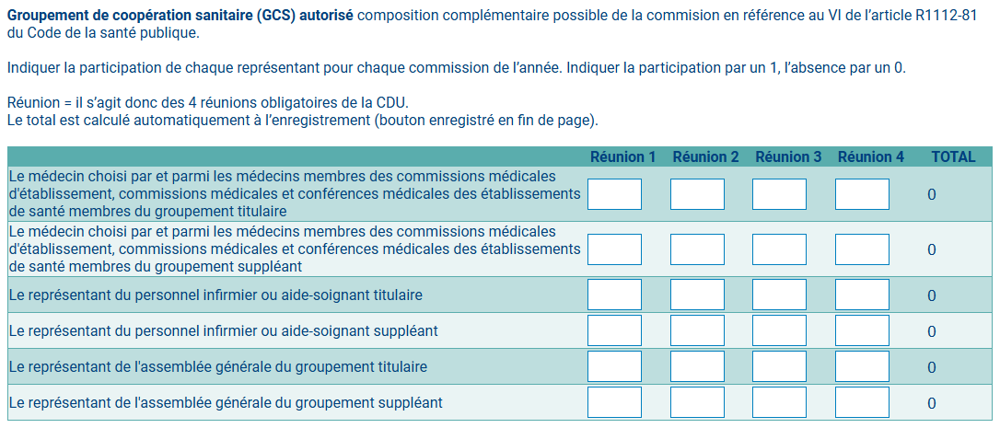 Groupement de coopération sanitaire (GCS) autorisé composition complémentaire possible de la commision en référence au VI de l'article R1112-81
du Code de la santé publique.
Indiquer la participation de chaque représentant pour chaque commission de l'année. Indiquer la participation par un 1, l'absence par un 0.
Réunion = il s'agit donc des 4 réunions obligatoires de la CDU.
Le total est calculé automatiquement à l'enregistrement (bouton enregistré en fin de page).
Réunion 1 Réunion 2 Réunion 3 Réunion 4 TOTAL
Le médecin choisi par et parmi les médecins membres des commissions médicales
d'établissement, commissions médicales et conférences médicales des établissements
de santé membres du groupement titulaire
0
Le médecin choisi par et parmi les médecins membres des commissions médicales
d'établissement, commissions médicales et conférences médicales des établissements
de santé membres du groupement suppléant
0
Le représentant du personnel infirmier ou aide-soignant titulaire 0
Le représentant du personnel infirmier ou aide-soignant suppléant 0
Le représentant de l'assemblée générale du groupement titulaire 0
Le représentant de l'assemblée générale du groupement suppléant 0